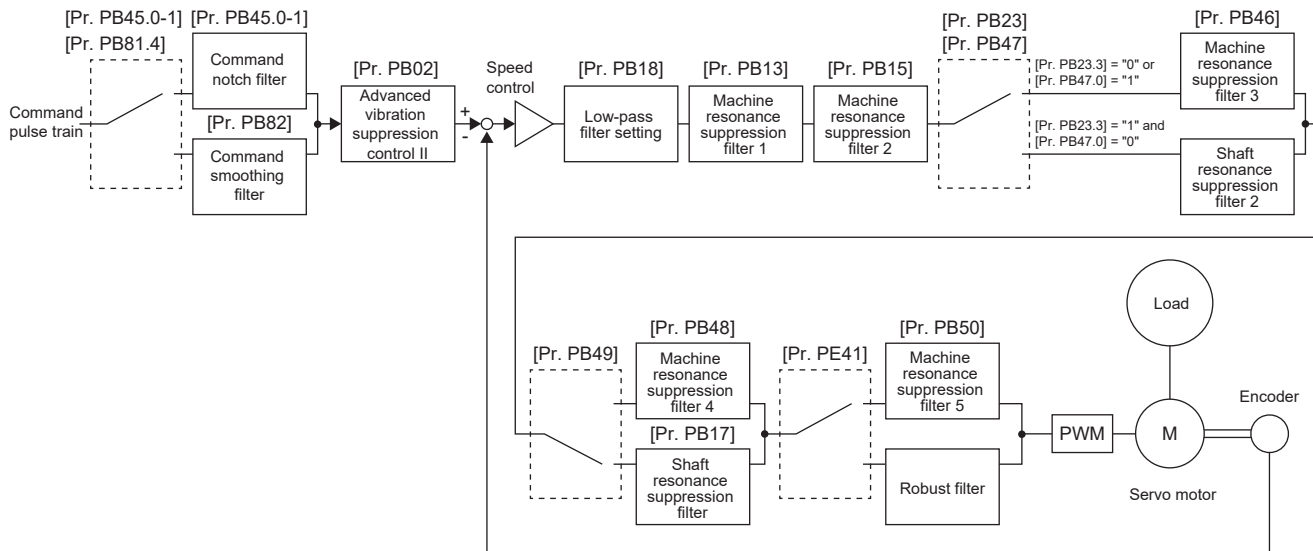 [Pr. PB45.0-1]
[Pr. PB81.4]
Command
pulse train
[Pr. PB45.0-1]
Command
notch filter
[Pr. PB82]
Command
smoothing
filter
[Pr. PB02]
Advanced
vibration
suppression
control II
+
-
Speed
control
[Pr. PB18]
Low-pass
filter setting
[Pr. PB13]
Machine
resonance
suppression
filter 1
[Pr. PB15]
Machine
resonance
suppression
filter 2
[Pr. PB23]
[Pr. PB47]
[Pr. PB23.3] = "0" or
[Pr. PB47.0] = "1"
[Pr. PB23.3] = "1" and
[Pr. PB47.0] = "0"
[Pr. PB46]
Machine
resonance
suppression
filter 3
Shaft
resonance
suppression
filter 2
[Pr. PB49]
[Pr. PB48]
Machine
resonance
suppression
filter 4
[Pr. PB17]
Shaft
resonance
suppression
filter
[Pr. PE41]
[Pr. PB50]
Machine
resonance
suppression
filter 5
Robust filter
PWM
Load
M
Servo motor
Encoder